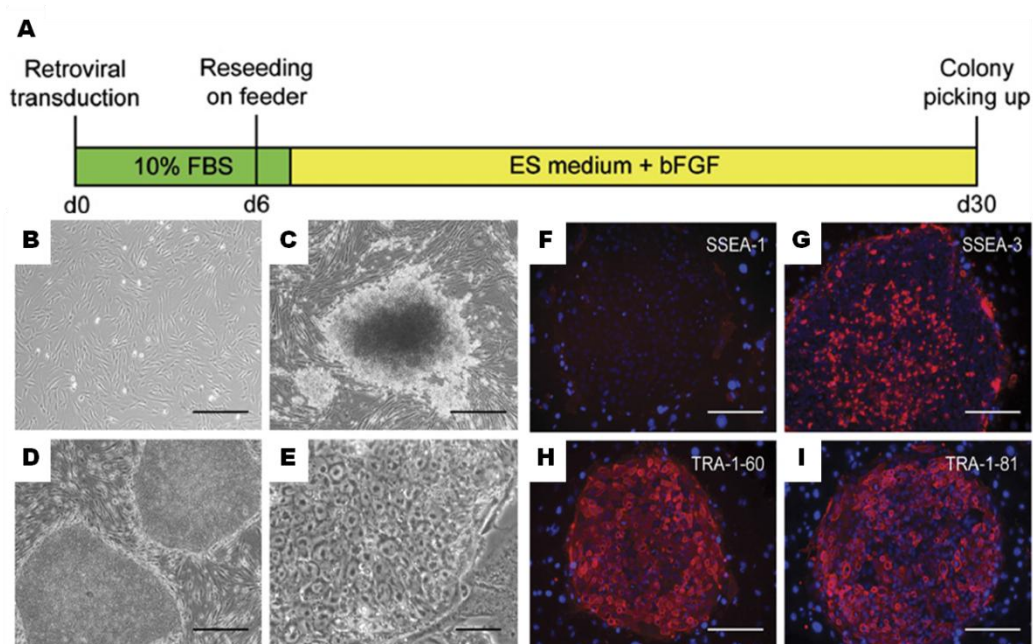 A
Retroviral
transduction
Reseeding
on feeder
Colony
picking up
10% FBS
ES medium + bFGF
d0
d6
d30
B
C
F
SSEA-1
G
SSEA-3
D
E
H
TRA-1-60
I
TRA-1-81